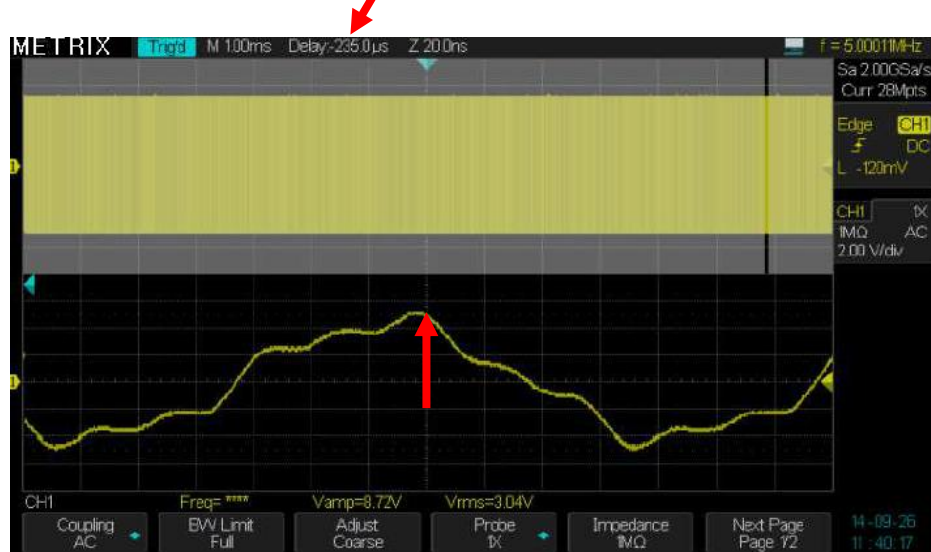 METRIX Trig'd M 1.00ms Delay:-235.0µs Z 20.0ns f = 5.00011MHz
Sa 2.00GSa/s
Curr 28Mpts
Edge CH1
DC
L -120mV
CH1 1X
1MΩ AC
2.00 V/div
1
1
CH1 Freq= **** Vamp=8.72V Vrms=3.04V
Coupling BW Limit Adjust Probe Impedance Next Page 14-09-26
AC Full Coarse 1X 1MΩ Page 1/2 11:40:17